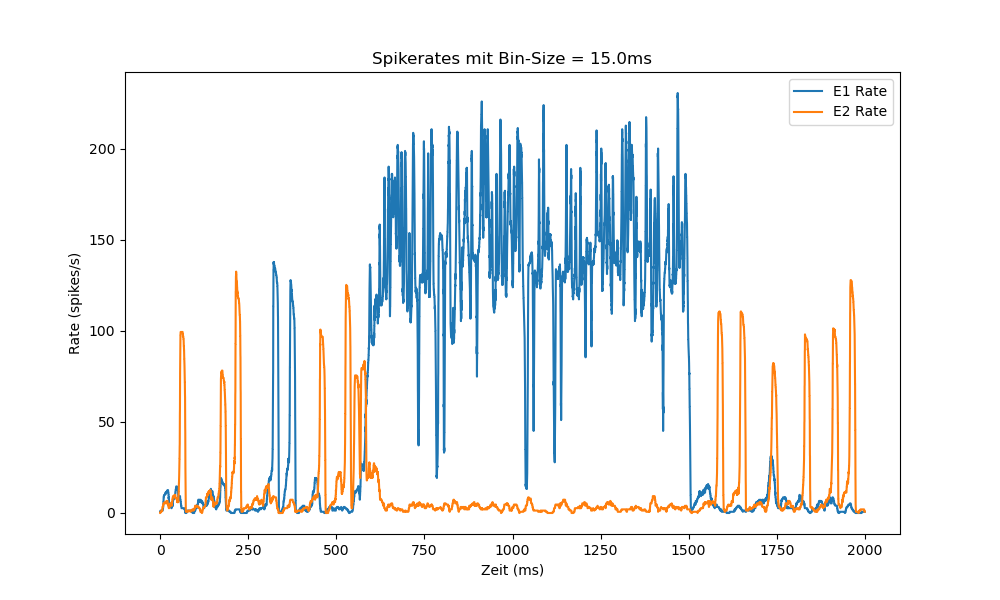 Spikerates mit Bin-Size = 15.0ms
E1 Rate
E2 Rate
Rate (spikes/s)
200
150
100
50
0
0 250 500 750 1000 1250 1500 1750 2000
Zeit (ms)